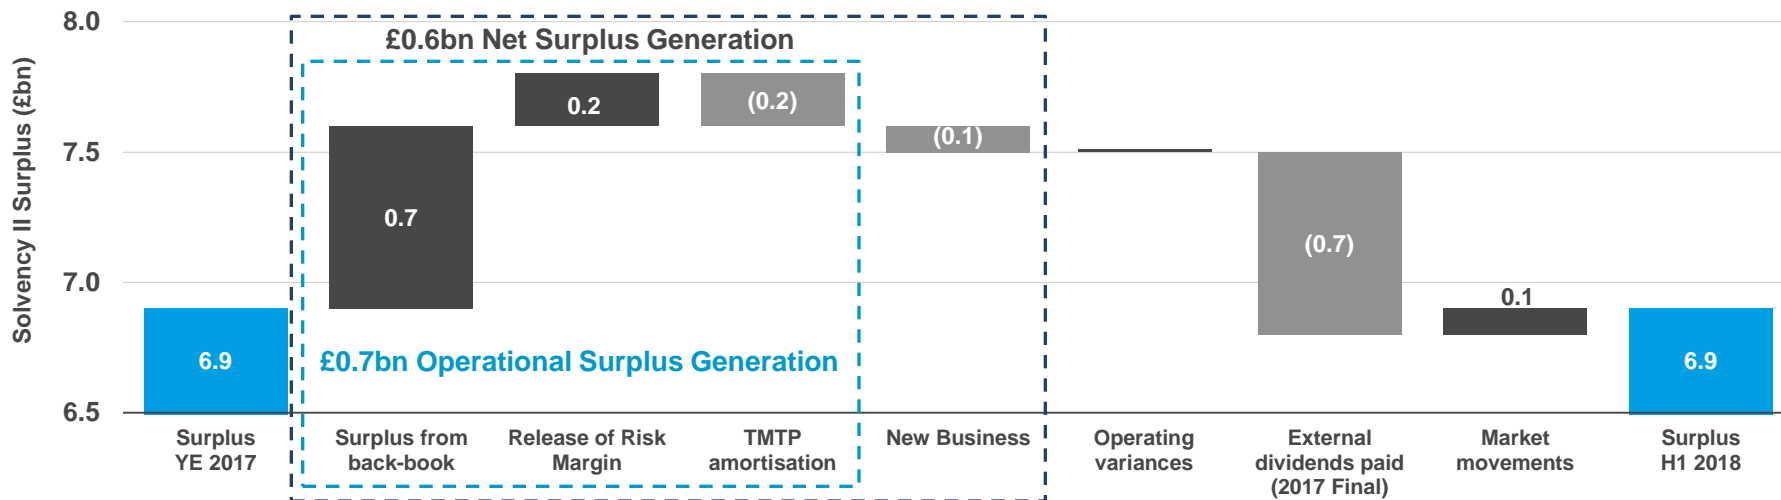 Solvency II Surplus (£bn)
8.0
7.5
7.0
6.5
£0.6bn Net Surplus Generation
£0.7bn Operational Surplus Generation
6.9
0.7
0.2
(0.2)
(0.1)
(0.7)
0.1
6.9
Surplus
YE 2017
Surplus from
back-book
Release of Risk
Margin
TMTP
amortisation
New Business
Operating
variances
External
dividends paid
(2017 Final)
Market
movements
Surplus
H1 2018